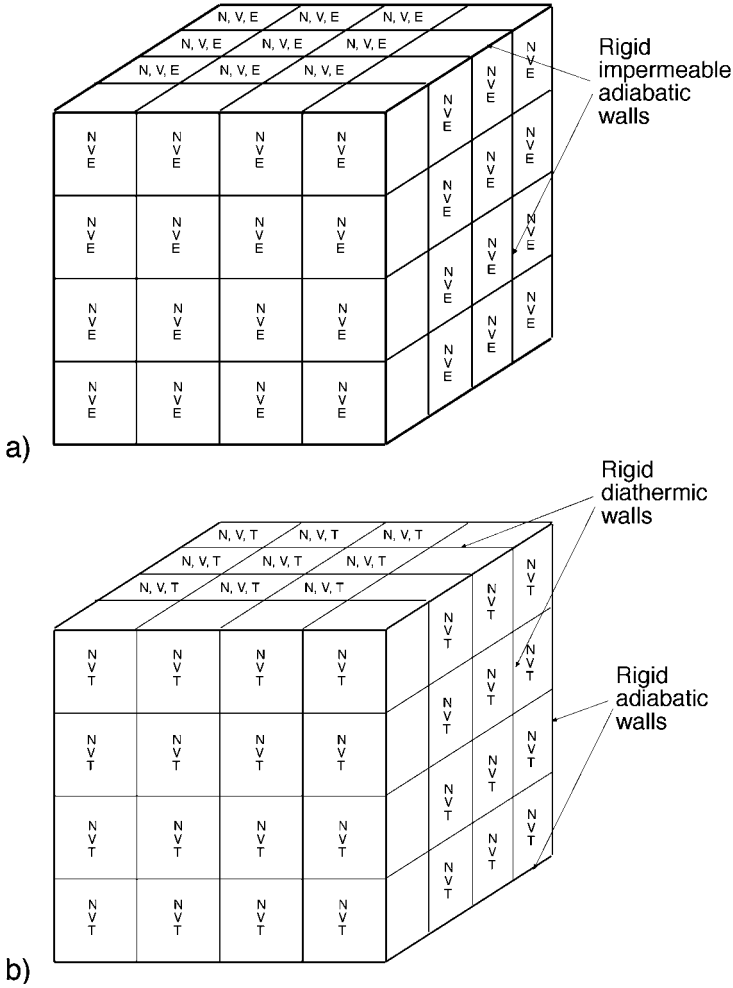 N, V, E N, V, E N, V, E
N, V, E N, V, E N, V, E
N, V, E N, V, E N, V, E
Rigid
impermeable
adiabatic
walls
N N N N
V V V V
E E E E
N N N N
V V V V
E E E E
N N N N
V V V V
E E E E
N N N N
V V V V
E E E E
N N N
V V V
E E E
N N N
V V V
E E E
N N N
V V V
E E E
N N N
V V V
E E E
a)
Rigid
diathermic
walls
N, V, T N, V, T N, V, T
N, V, T N, V, T N, V, T
N, V, T N, V, T N, V, T
N N N N
V V V V
T T T T
N N N N
V V V V
T T T T
N N N N
V V V V
T T T T
N N N N
V V V V
T T T T
N N N
V V V
T T T
N N N
V V V
T T T
N N N
V V V
T T T
N N N
V V V
T T T
Rigid
adiabatic
walls
b)